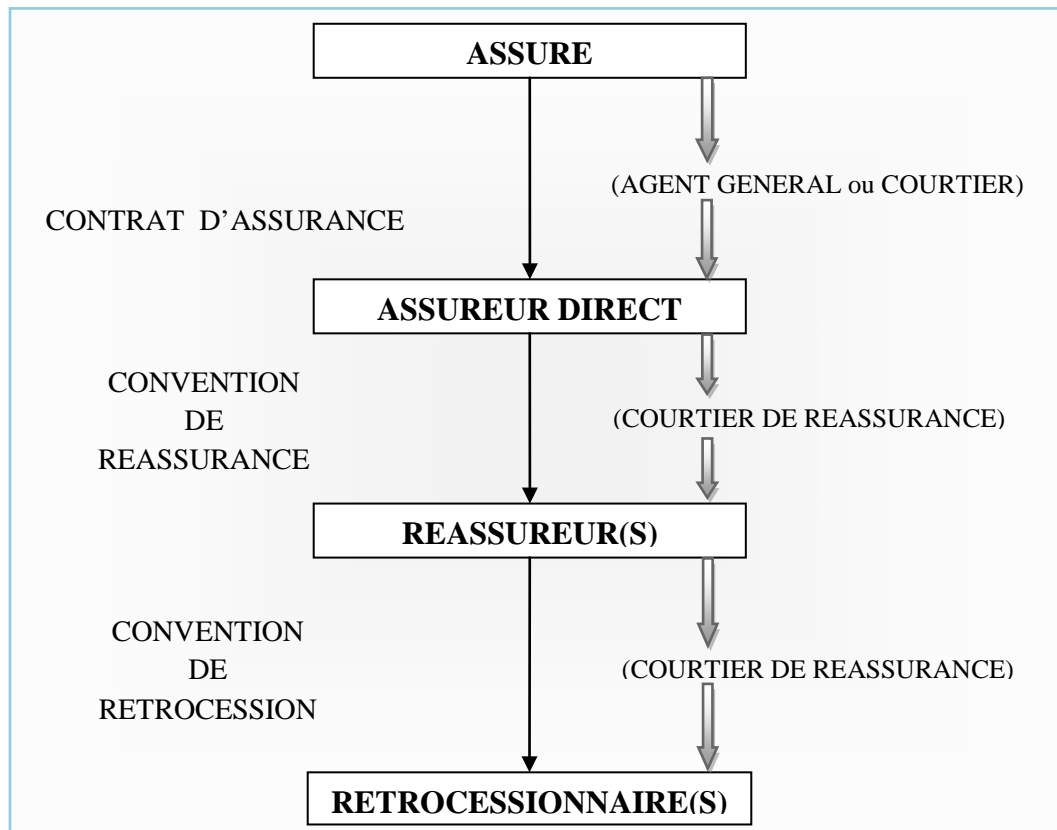 ASSURE
(AGENT GENERAL ou COURTIER)
CONTRAT D’ASSURANCE
ASSUREUR DIRECT
CONVENTION
DE
REASSURANCE
(COURTIER DE REASSURANCE)
REASSUREUR(S)
CONVENTION
DE
RETROCESSION
(COURTIER DE REASSURANCE)
RETROCESSIONNAIRE(S)